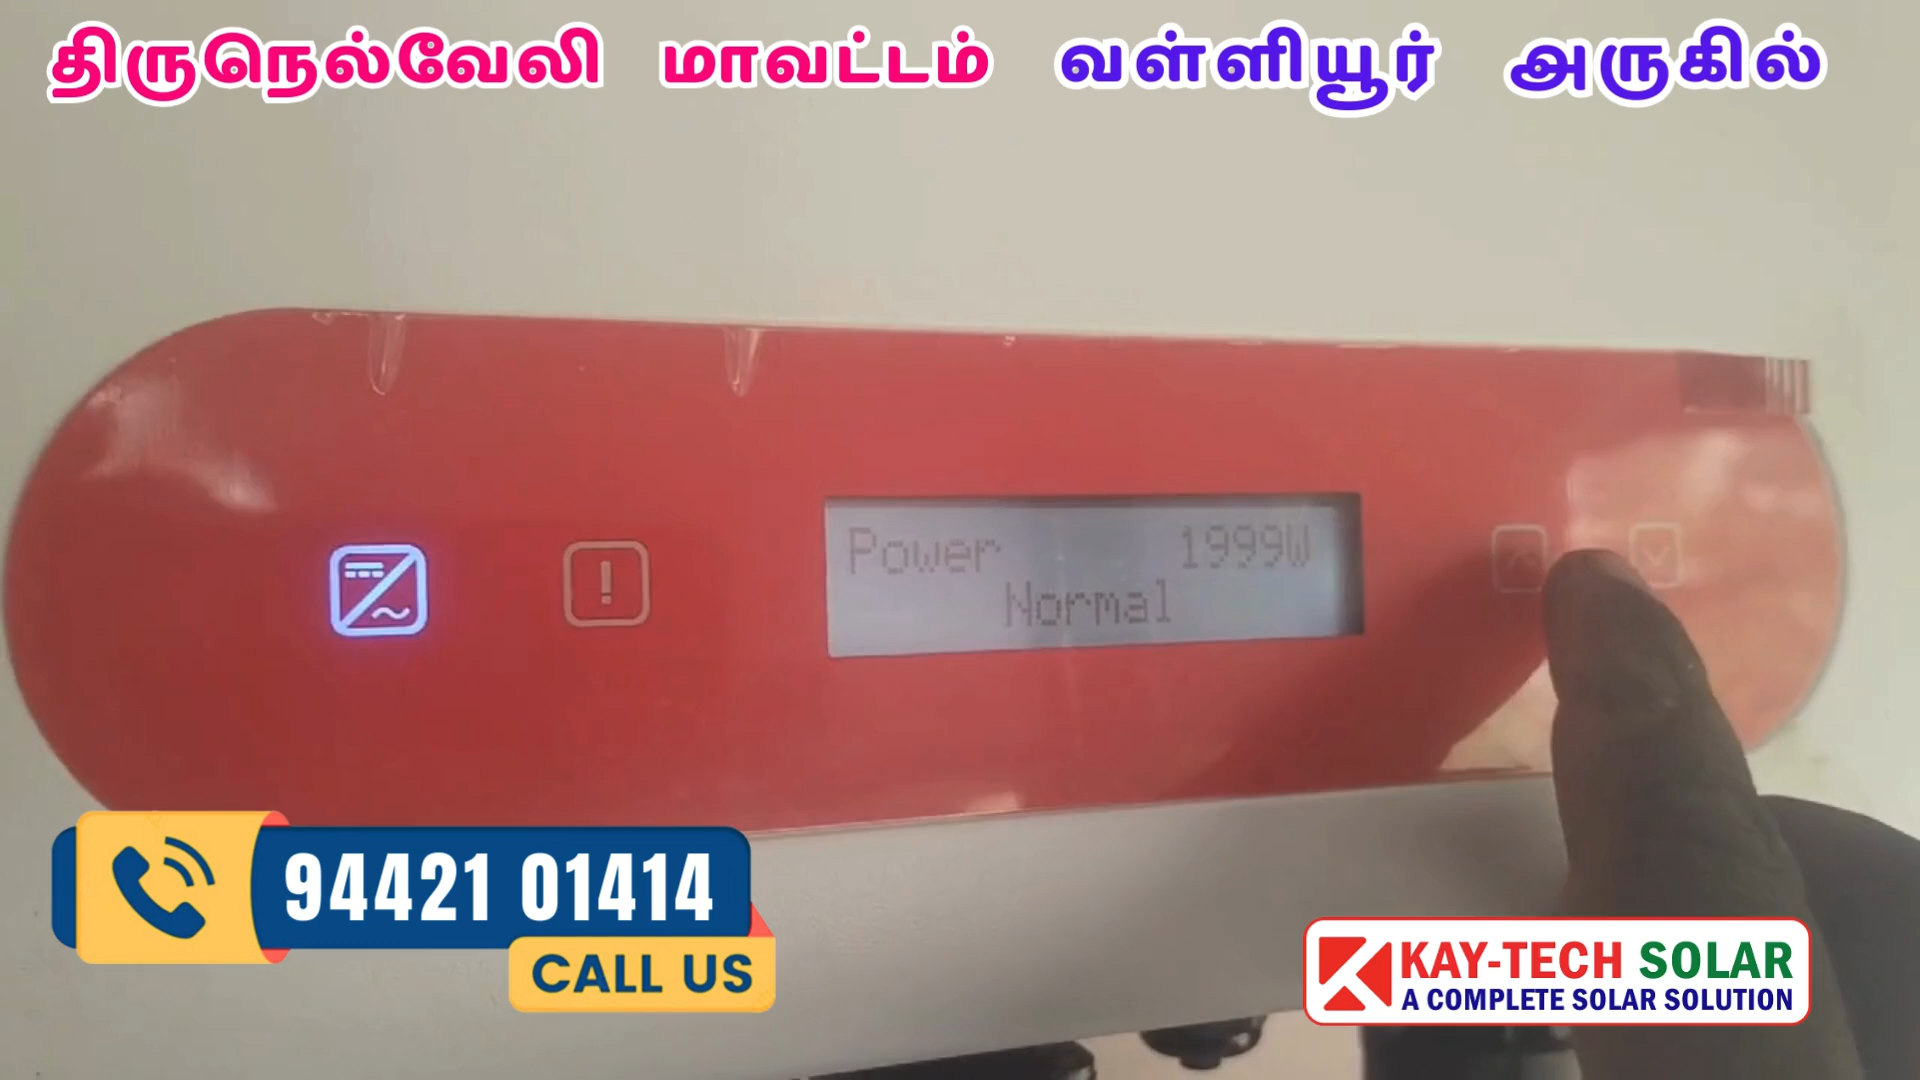 திருநெல்வேலி மாவட்டம் வள்ளியூர் அருகில்
Power 1999W
Normal
94421 01414
CALL US
KAY-TECH SOLAR
A COMPLETE SOLAR SOLUTION